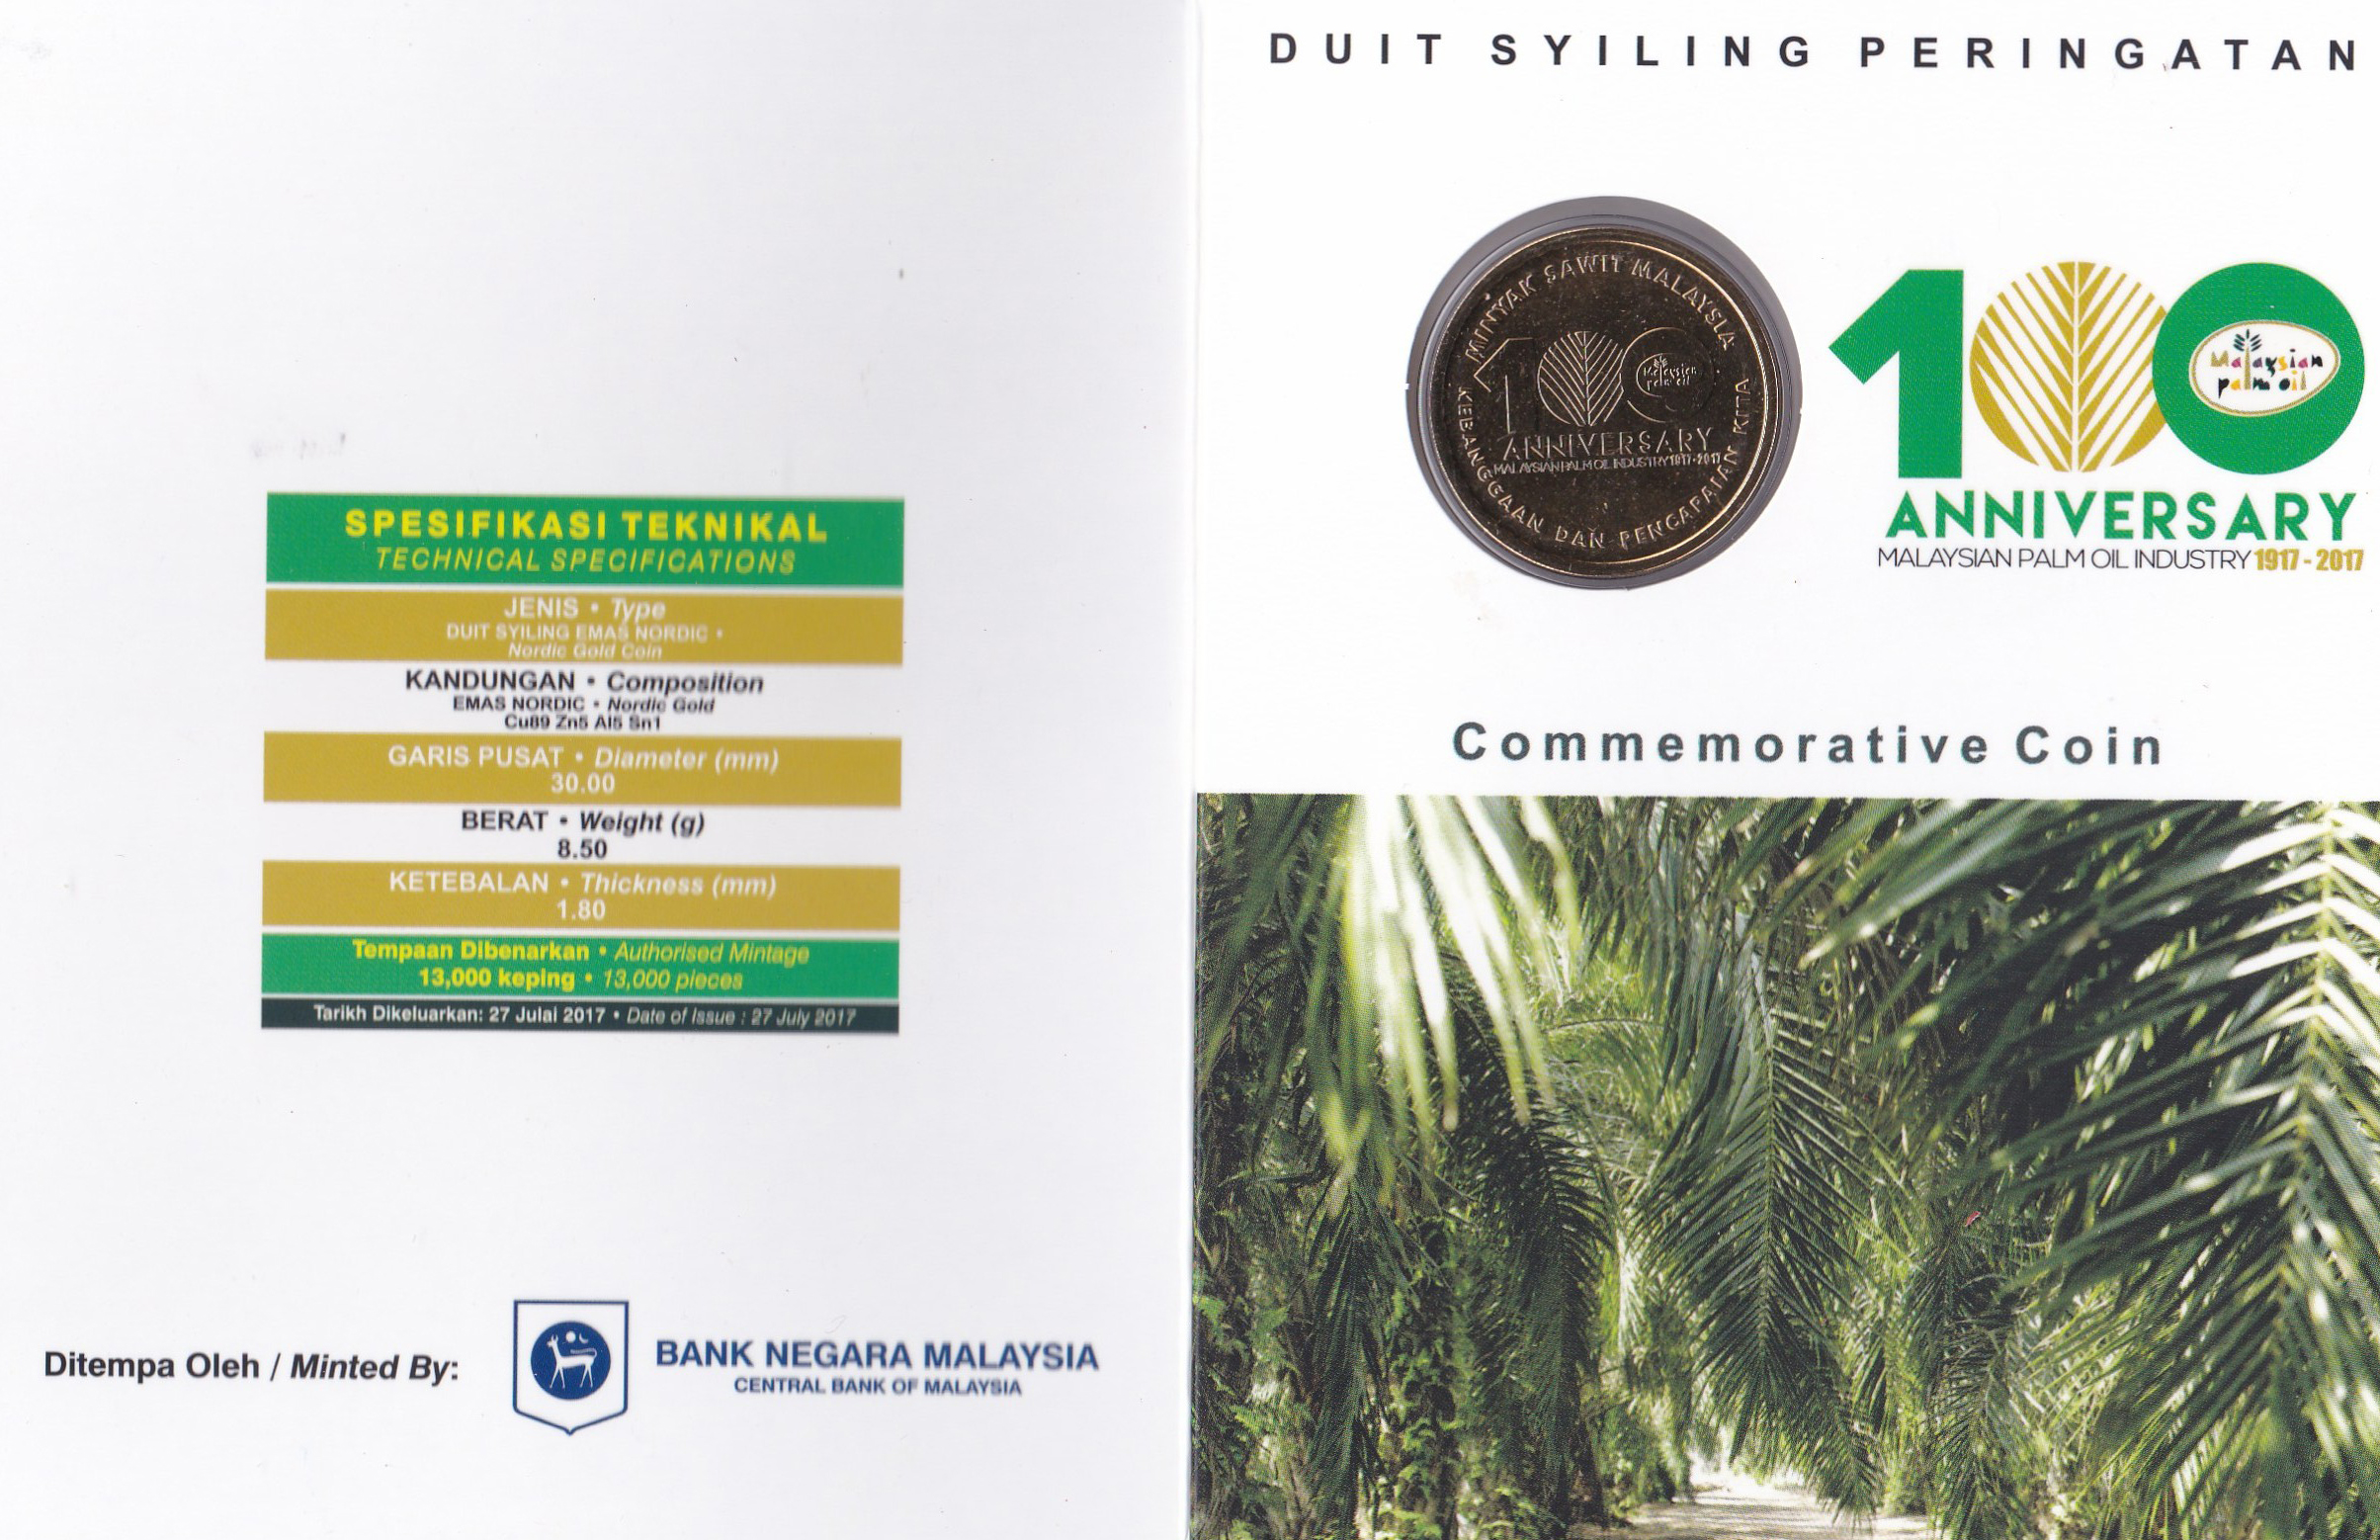 SPESIFIKASI TEKNIKAL
TECHNICAL SPECIFICATIONS
JENIS • Type
DUIT SYILING EMAS NORDIC •
Nordic Gold Coin
KANDUNGAN • Composition
EMAS NORDIC • Nordic Gold
Cu89 Zn5 Al5 Sn1
GARIS PUSAT • Diameter (mm)
30.00
BERAT • Weight (g)
8.50
KETEBALAN • Thickness (mm)
1.80
Tempaan Dibenarkan • Authorised Mintage
13,000 keping • 13,000 pieces
Tarikh Dikeluarkan: 27 Julai 2017 • Date of Issue : 27 July 2017
Ditempa Oleh / Minted By:
BANK NEGARA MALAYSIA
CENTRAL BANK OF MALAYSIA
DUIT SYILING PERINGATAN
MINYAK SAWIT MALAYSIA
100
Malaysian
palm oil
ANNIVERSARY
MALAYSIAN PALM OIL INDUSTRY 1917-2017
KEBANGGAAN DAN PENCAPAIAN KITA
100
Malaysian
palm oil
ANNIVERSARY
MALAYSIAN PALM OIL INDUSTRY 1917 - 2017
Commemorative Coin